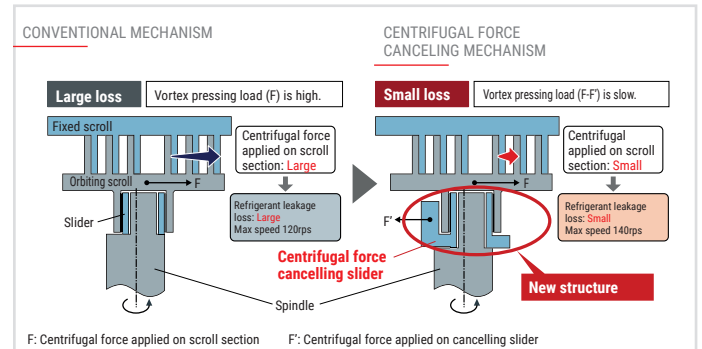 CONVENTIONAL MECHANISM
CENTRIFUGAL FORCE
CANCELING MECHANISM
Large loss
Vortex pressing load (F) is high.
Fixed scroll
Centrifugal force
applied on scroll
section: Large
Orbiting scroll
F
Slider
Refrigerant leakage
loss: Large
Max speed 120rps
Small loss
Vortex pressing load (F-F’) is slow.
Centrifugal
applied on scroll
section: Small
F
F’
Refrigerant leakage
loss: Small
Max speed 140rps
Centrifugal force
cancelling slider
New structure
Spindle
F: Centrifugal force applied on scroll section
F’: Centrifugal force applied on cancelling slider